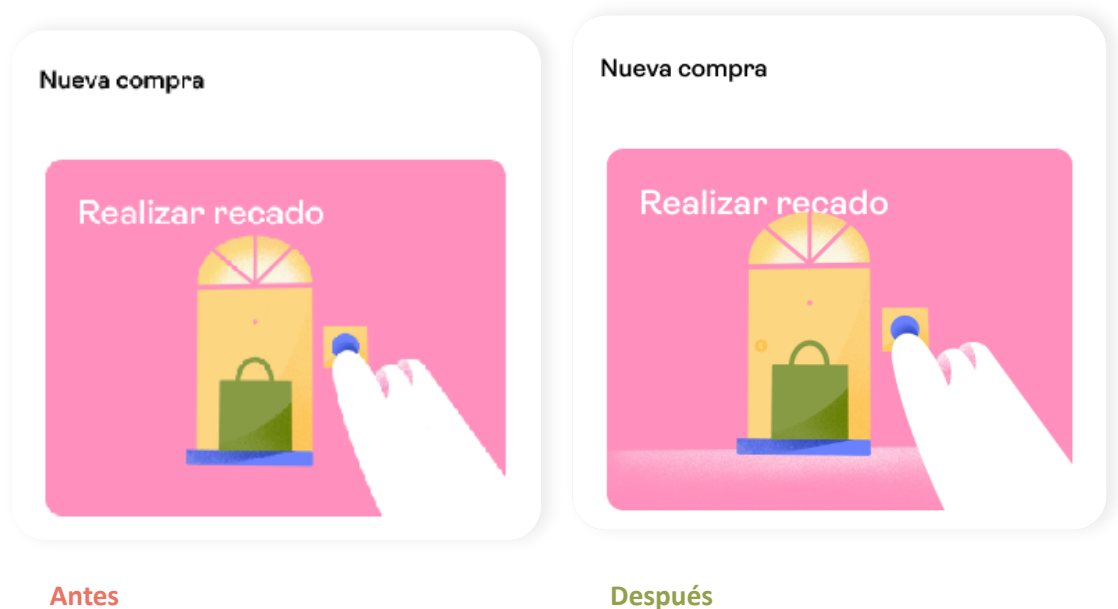 Nueva compra
Realizar recado
Antes
Nueva compra
Realizar recado
Después